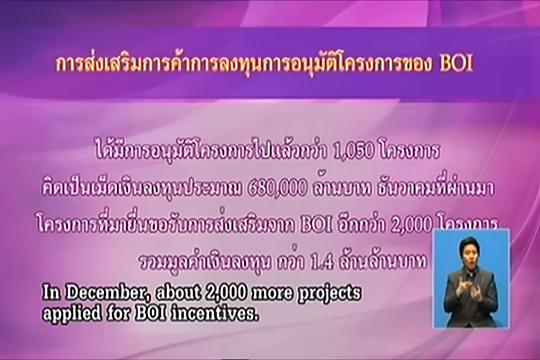 การส่งเสริมการค้าการลงทุนการอนุมัติโครงการของ BOI
ได้มีการอนุมัติโครงการไปแล้วกว่า 1,050 โครงการ
คิดเป็นเม็ดเงินลงทุนประมาณ 680,000 ล้านบาท ธันวาคมที่ผ่านมา
โครงการที่มายื่นขอรับการส่งเสริมจาก BOI อีกกว่า 2,000 โครงการ
รวมมูลค่าเงินลงทุน กว่า 1.4 ล้านล้านบาท
In December, about 2,000 more projects
applied for BOI incentives.